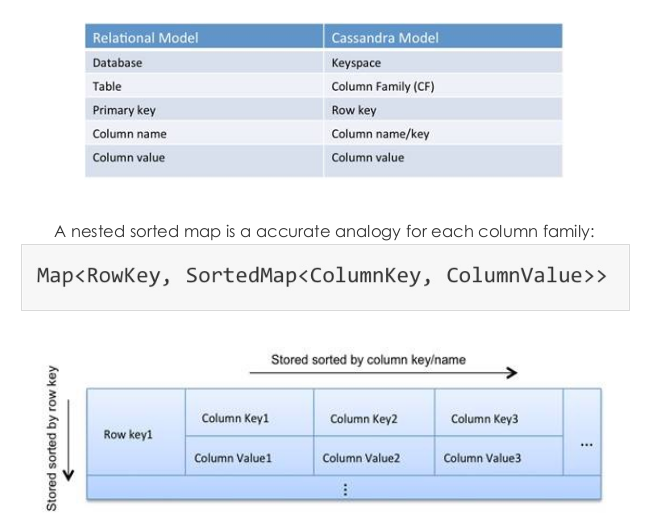 Relational Model Cassandra Model
Database Keyspace
Table Column Family (CF)
Primary key Row key
Column name Column name/key
Column value Column value
A nested sorted map is a accurate analogy for each column family:
Map<RowKey, SortedMap<ColumnKey, ColumnValue>>
Stored sorted by column key/name
Stored sorted by row key
Row key1
Column Key1 Column Key2 Column Key3
Column Value1 Column Value2 Column Value3
...
⋮